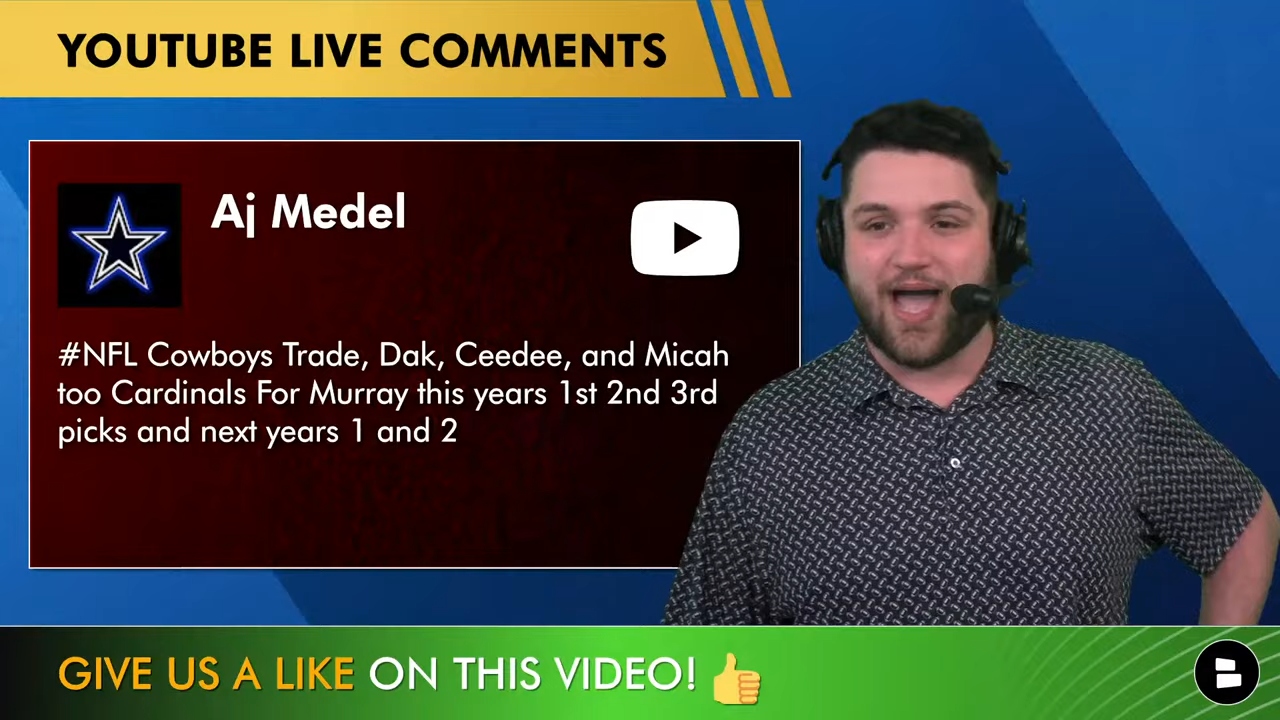 YOUTUBE LIVE COMMENTS
Aj Medel
#NFL Cowboys Trade, Dak, Ceedee, and Micah
too Cardinals For Murray this years 1st 2nd 3rd
picks and next years 1 and 2
GIVE US A LIKE ON THIS VIDEO!